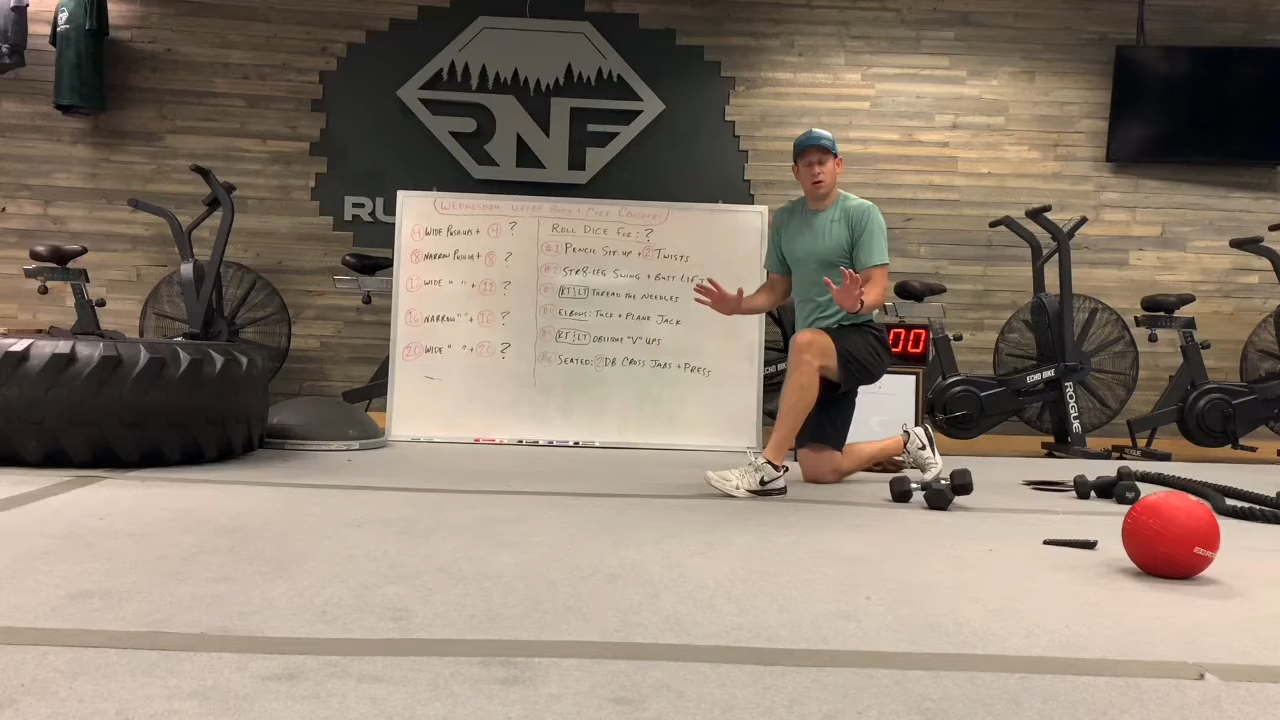 RNF
RU
WEDNESDAY UPPER BODY + CORE CRUSHER!
4 WIDE PUSHUPS + 4 ?
8 NARROW PUSHUPS + 8 ?
12 WIDE " " + 12 ?
16 NARROW " " + 16 ?
20 WIDE " " + 20 ?
ROLL DICE FOR: ?
#1 PENCIL SIT-UP + 2 TWISTS
#2 STR8-LEG SWING + BUTT LIFT
#3 RT LT THREAD THE NEEDLES
#4 ELBOWS: TUCK + PLANK JACK
#5 RT LT OBLIQUE "V" UPS
#6 SEATED: 2 DB CROSS JABS + PRESS
:00
ECHO BIKE
ROGUE
ROGUE